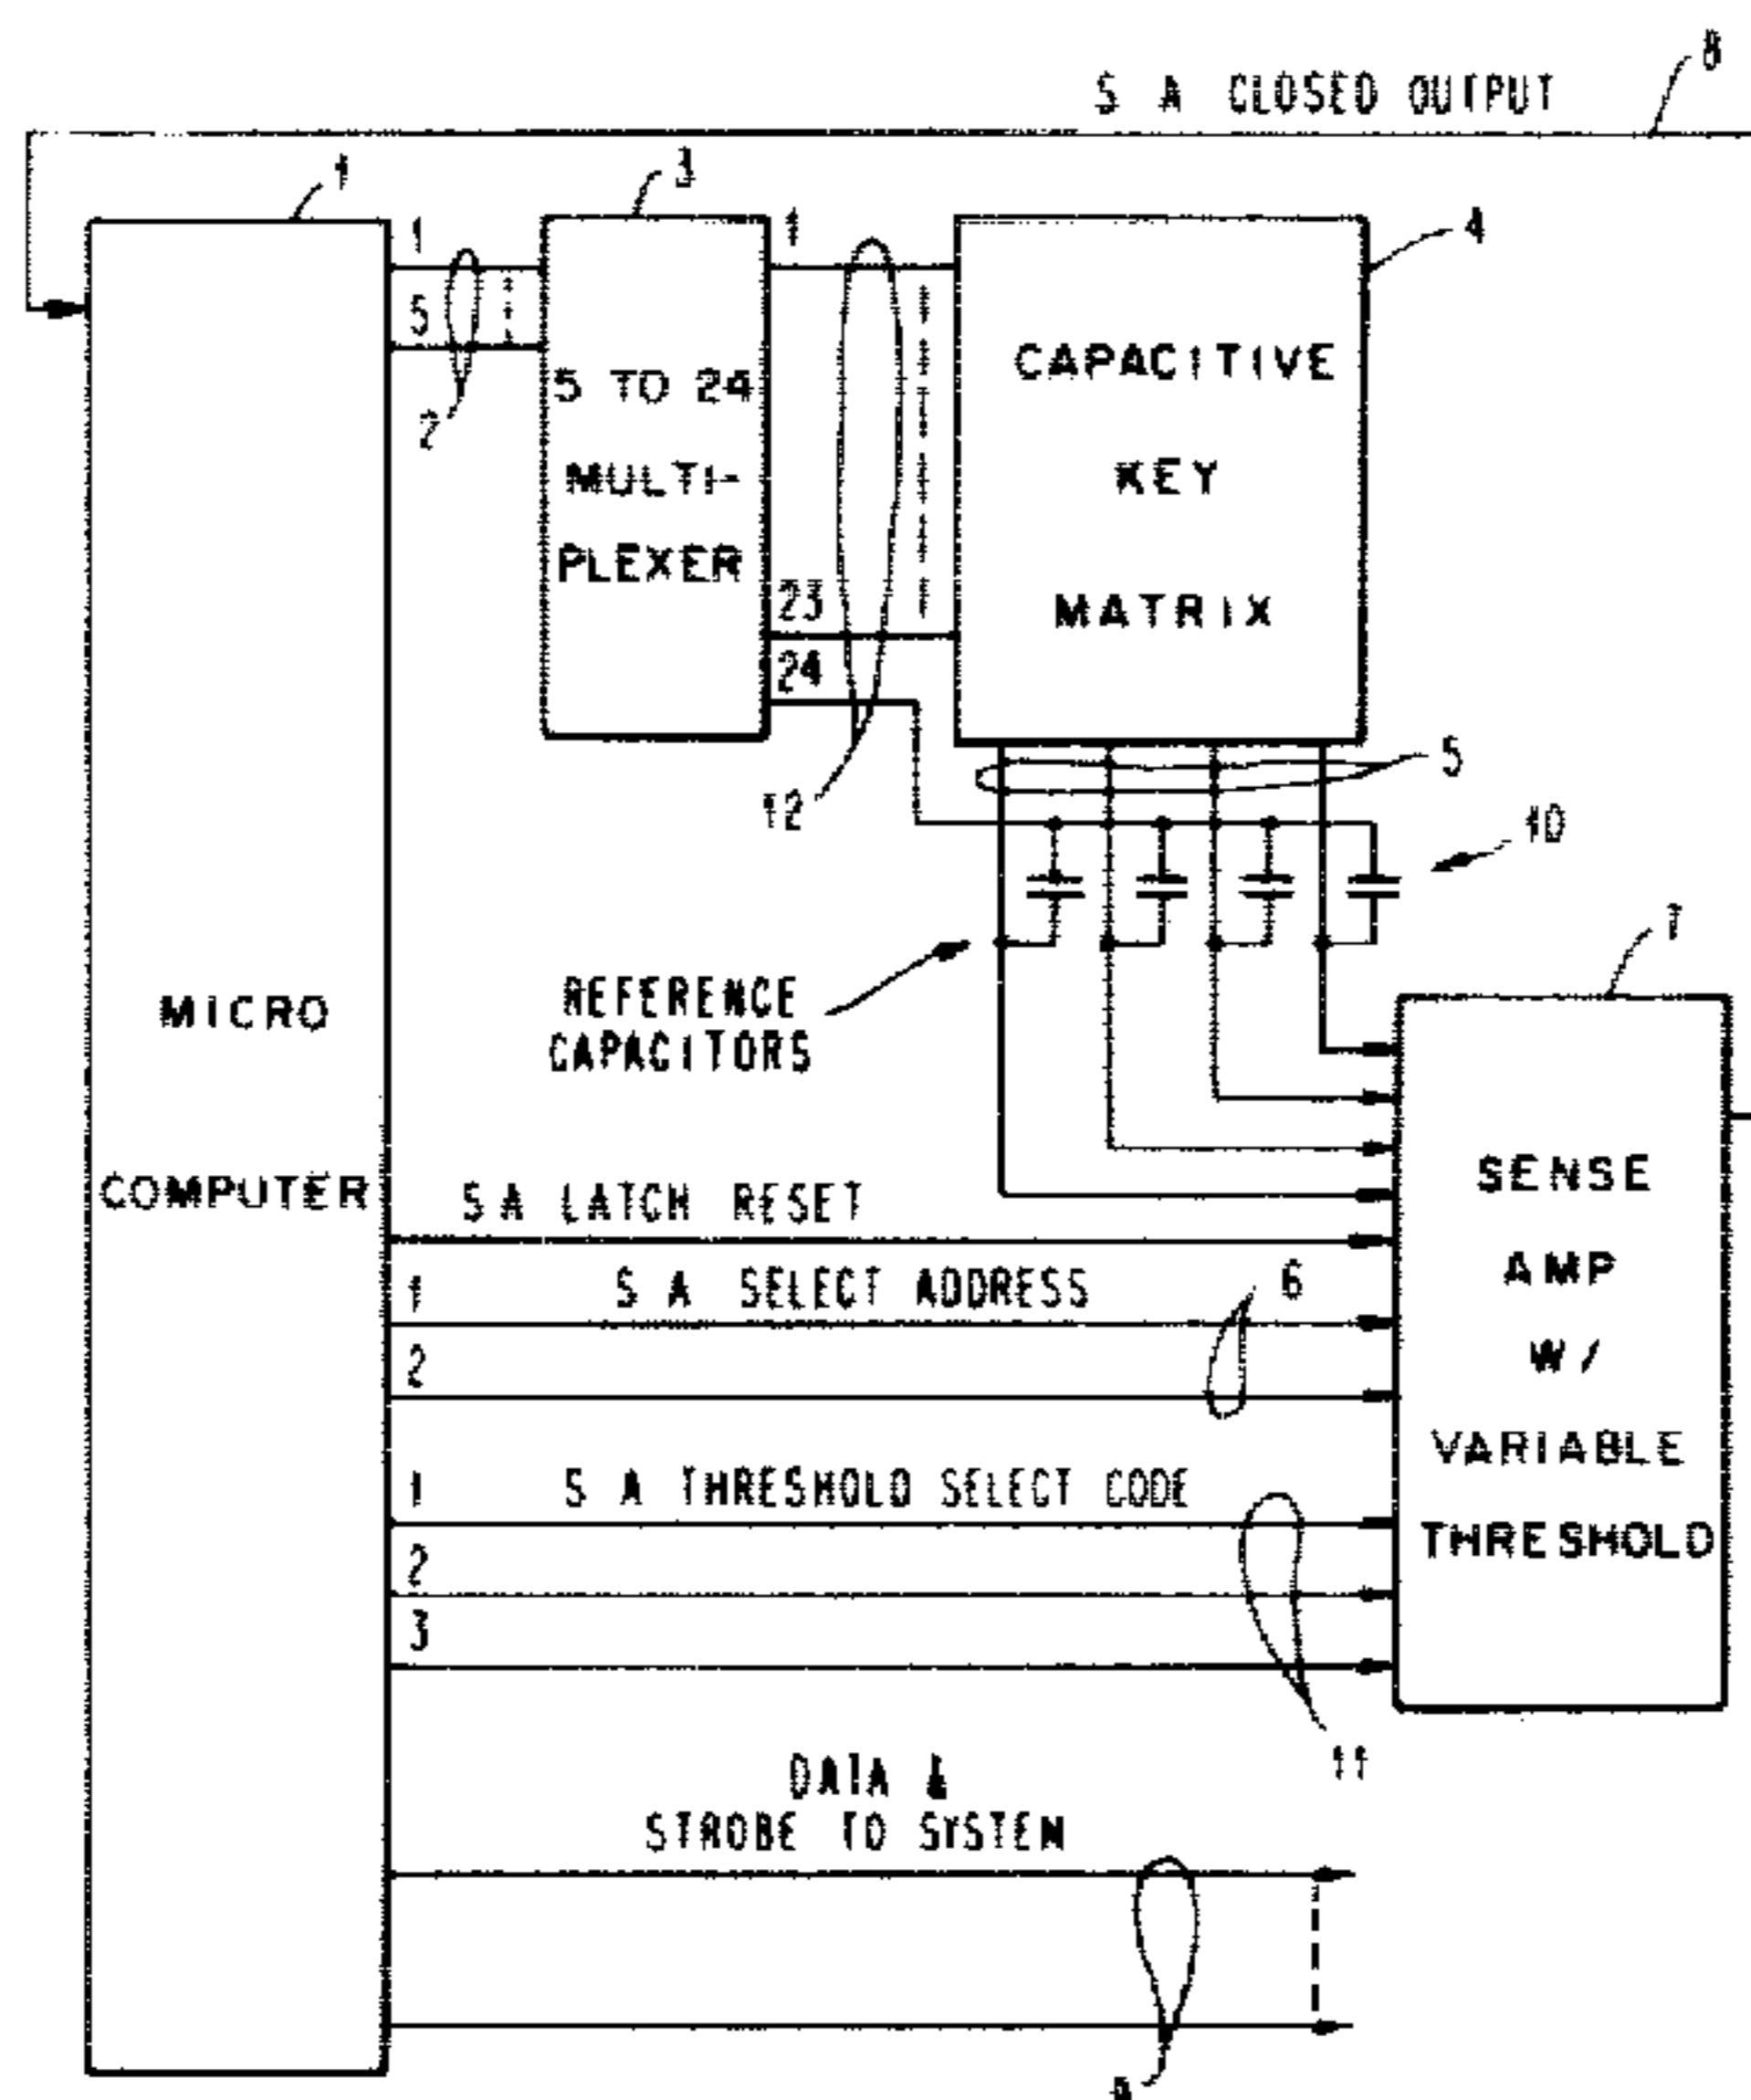 8
S A CLOSED OUTPUT
1
3
1
1
4
5
2
5 TO 24
MULTI-
PLEXER
CAPACITIVE
KEY
MATRIX
23
24
12
5
10
REFERENCE
CAPACITORS
7
MICRO
COMPUTER
S A LATCH RESET
1
S A SELECT ADDRESS
6
2
SENSE
AMP
W/
VARIABLE
THRESHOLD
1
S A THRESHOLD SELECT CODE
2
3
11
DATA &
STROBE TO SYSTEM